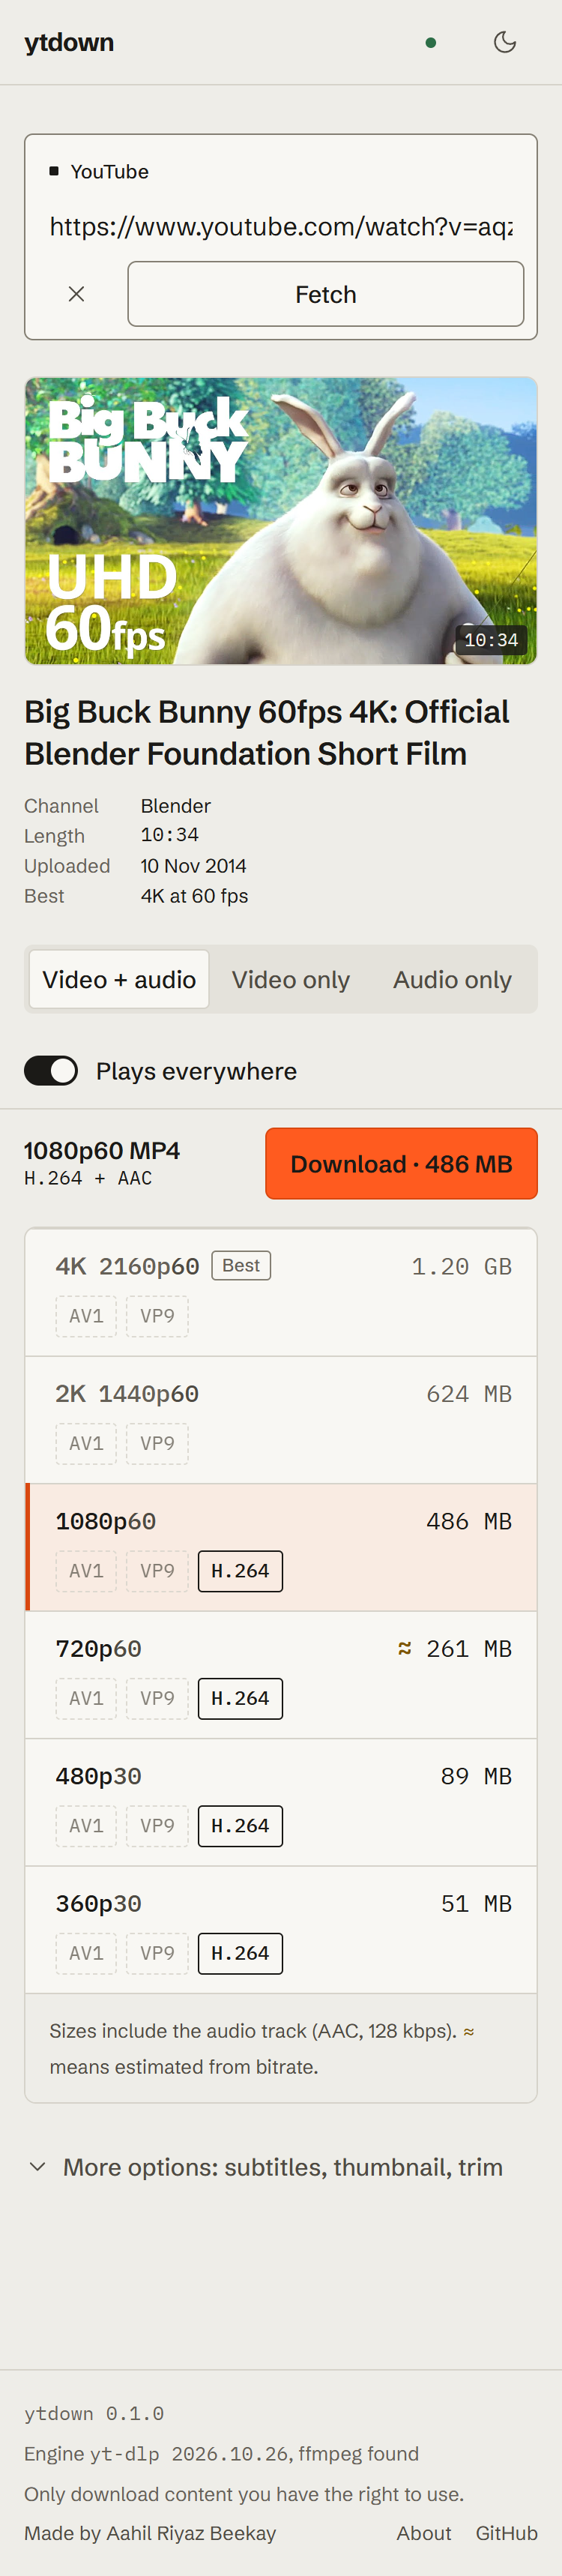 ytdown
YouTube
https://www.youtube.com/watch?v=aqz
Fetch
Big Buck
BUNNY
UHD
60fps
10:34
Big Buck Bunny 60fps 4K: Official
Blender Foundation Short Film
Channel Blender
Length 10:34
Uploaded 10 Nov 2014
Best 4K at 60 fps
Video + audio Video only Audio only
Plays everywhere
1080p60 MP4
H.264 + AAC
Download · 486 MB
4K 2160p60 Best 1.20 GB
AV1 VP9
2K 1440p60 624 MB
AV1 VP9
1080p60 486 MB
AV1 VP9 H.264
720p60 ≈ 261 MB
AV1 VP9 H.264
480p30 89 MB
AV1 VP9 H.264
360p30 51 MB
AV1 VP9 H.264
Sizes include the audio track (AAC, 128 kbps). ≈
means estimated from bitrate.
More options: subtitles, thumbnail, trim
ytdown 0.1.0
Engine yt-dlp 2026.10.26, ffmpeg found
Only download content you have the right to use.
Made by Aahil Riyaz Beekay About GitHub